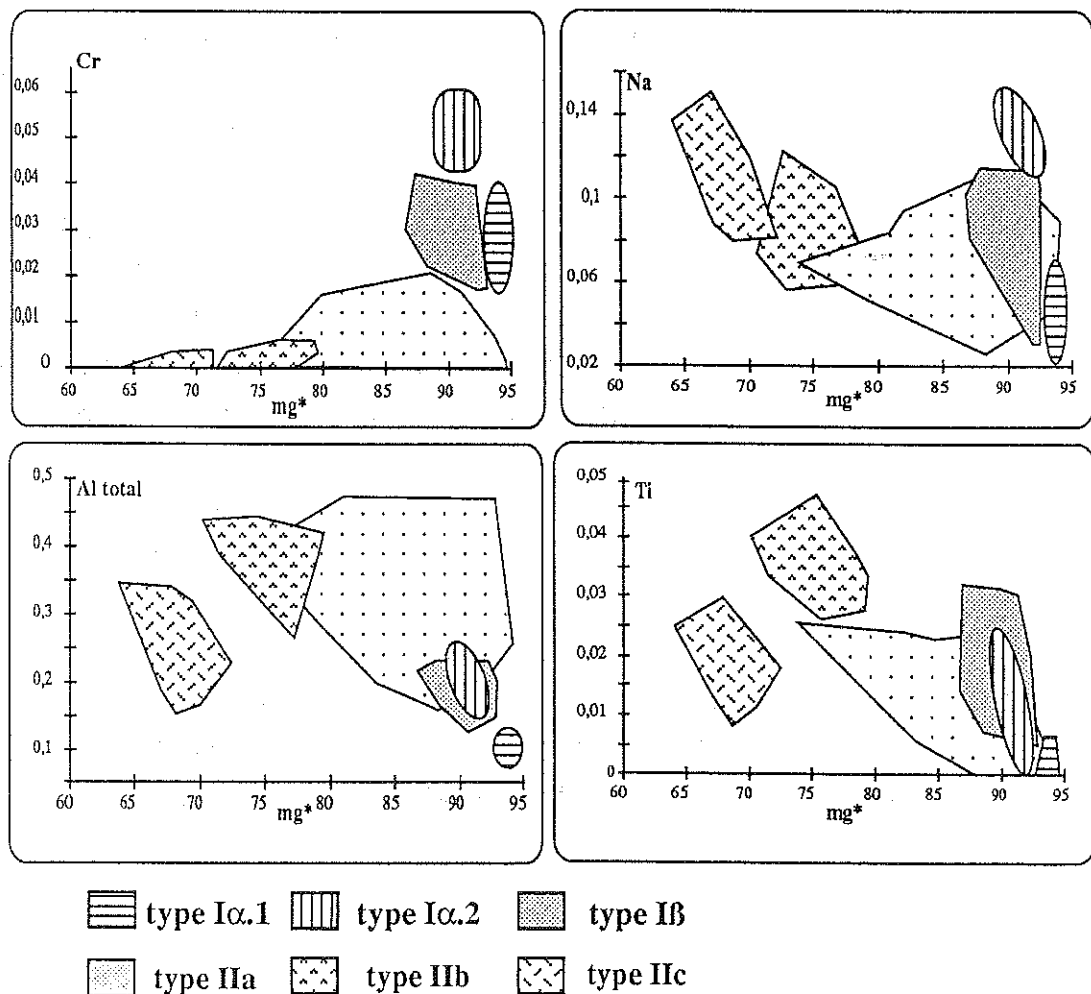 Cr
0,06
0,05
0,04
0,03
0,02
0,01
0
60 65 70 75 80 85 90 95
mg*
Na
0,14
0,1
0,06
0,02
60 65 70 75 80 85 90 95
mg*
Al total
0,5
0,4
0,3
0,2
0,1
60 65 70 75 80 85 90 95
mg*
Ti
0,05
0,04
0,03
0,02
0,01
0
60 65 70 75 80 85 90 95
mg*
type Iα.1 type Iα.2 type Iß
type IIa type IIb type IIc